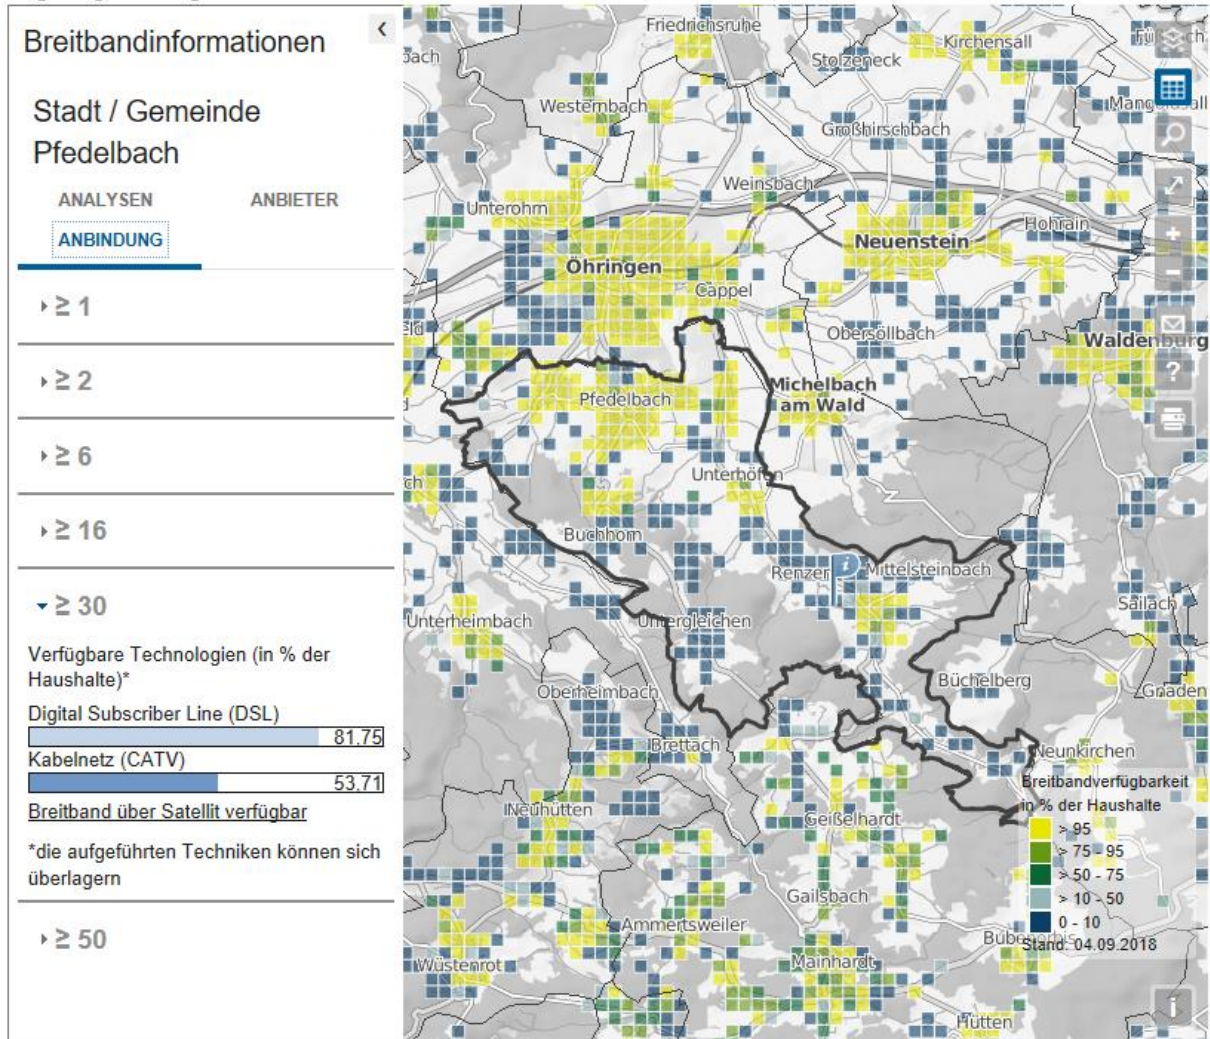 Breitbandinformationen
Stadt / Gemeinde
Pfedelbach
ANALYSEN
ANBIETER
ANBINDUNG
≥ 1
≥ 2
≥ 6
≥ 16
≥ 30
Verfügbare Technologien (in % der
Haushalte)*
Digital Subscriber Line (DSL)
81.75
Kabelnetz (CATV)
53.71
Breitband über Satellit verfügbar
*die aufgeführten Techniken können sich
überlagern
≥ 50
Friedrichsruhe
Kirchensall
Stolzeneck
Westernbach
Großhirschbach
Weinsbach
Unterohrn
Hohrain
Neuenstein
Öhringen
Cappel
Obersöllbach
Waldenburg
Michelbach
am Wald
Pfedelbach
Unterhöfen
Buchhorn
Renzen
Mittelsteinbach
Sailach
Unterheimbach
Untergleichen
Büchelberg
Oberheimbach
Gnaden
Brettach
Neunkirchen
Neuhütten
Geißelhardt
Gailsbach
Ammertsweiler
Bubenorbis
Wüstenrot
Mainhardt
Hütten
Breitbandverfügbarkeit
in % der Haushalte
> 95
> 75 - 95
> 50 - 75
> 10 - 50
0 - 10
Stand: 04.09.2018